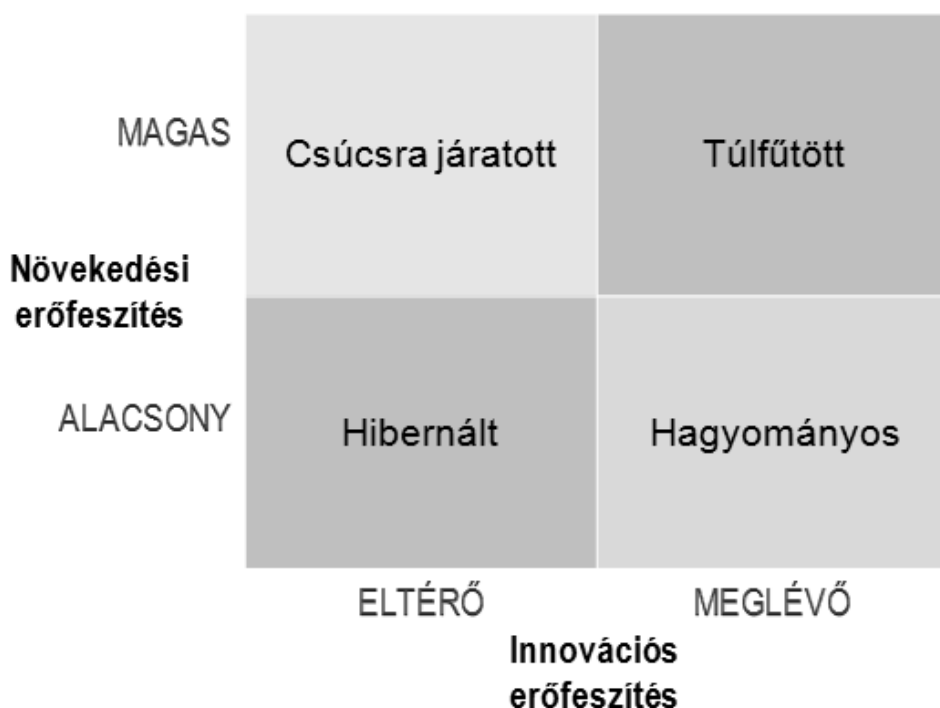 MAGAS
Csúcsra járatott
Túlfűtött
Növekedési
erőfeszítés
ALACSONY
Hibernált
Hagyományos
ELTÉRŐ
MEGLÉVŐ
Innovációs
erőfeszítés